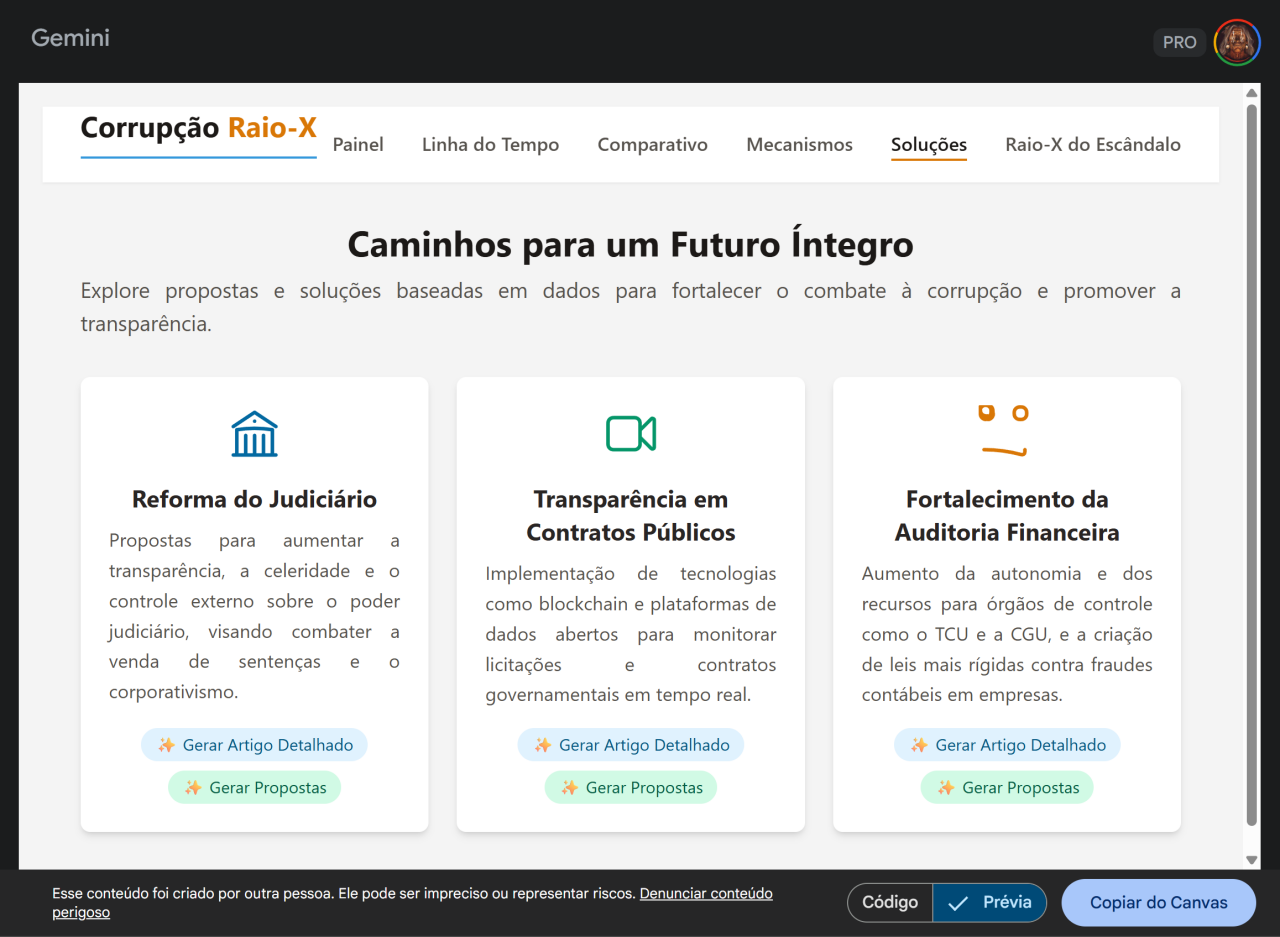 Gemini
PRO
Corrupção Raio-X
Painel
Linha do Tempo
Comparativo
Mecanismos
Soluções
Raio-X do Escândalo
Caminhos para um Futuro Íntegro
Explore propostas e soluções baseadas em dados para fortalecer o combate à corrupção e promover a
transparência.
Reforma do Judiciário
Propostas para aumentar a
transparência, a celeridade e o
controle externo sobre o poder
judiciário, visando combater a
venda de sentenças e o
corporativismo.
Gerar Artigo Detalhado
Gerar Propostas
Transparência em
Contratos Públicos
Implementação de tecnologias
como blockchain e plataformas de
dados abertos para monitorar
licitações e contratos
governamentais em tempo real.
Gerar Artigo Detalhado
Gerar Propostas
Fortalecimento da
Auditoria Financeira
Aumento da autonomia e dos
recursos para órgãos de controle
como o TCU e a CGU, e a criação
de leis mais rígidas contra fraudes
contábeis em empresas.
Gerar Artigo Detalhado
Gerar Propostas
Esse conteúdo foi criado por outra pessoa. Ele pode ser impreciso ou representar riscos. Denunciar conteúdo
perigoso
Código
Prévia
Copiar do Canvas